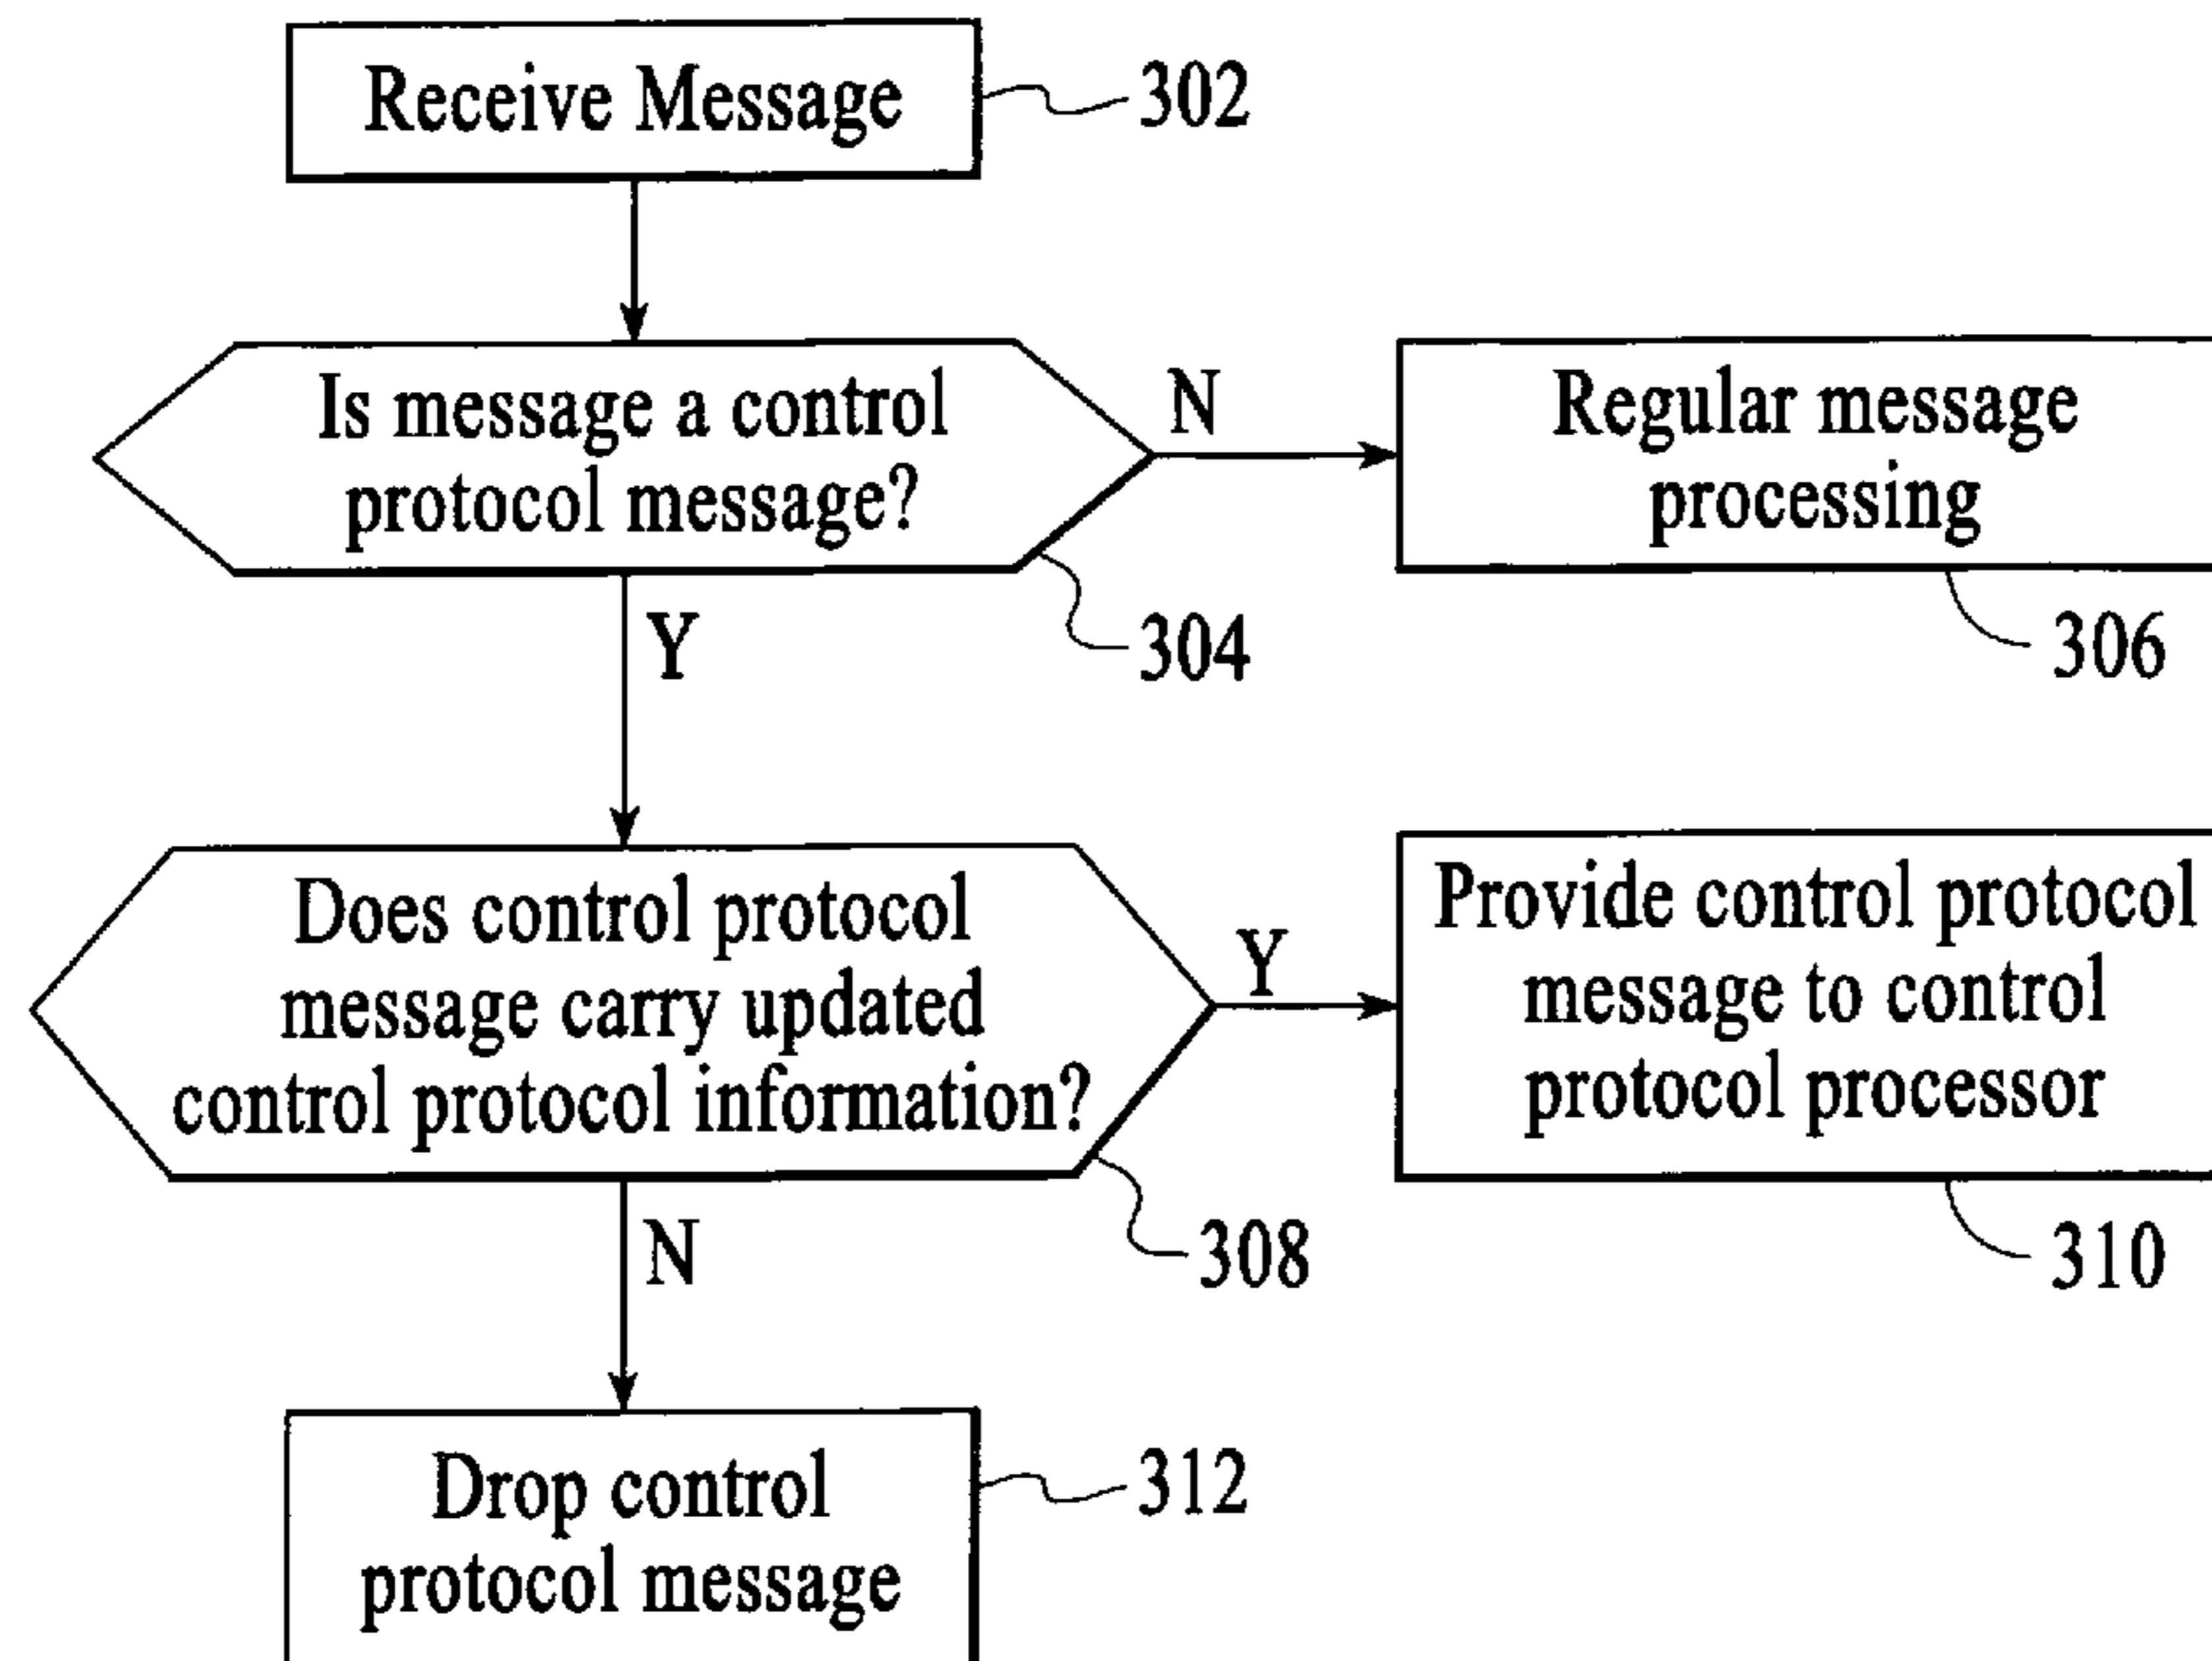 Receive Message
302
Is message a control
protocol message?
N
Regular message
processing
Y
304
306
Does control protocol
message carry updated
control protocol information?
Y
Provide control protocol
message to control
protocol processor
N
308
310
Drop control
protocol message
312